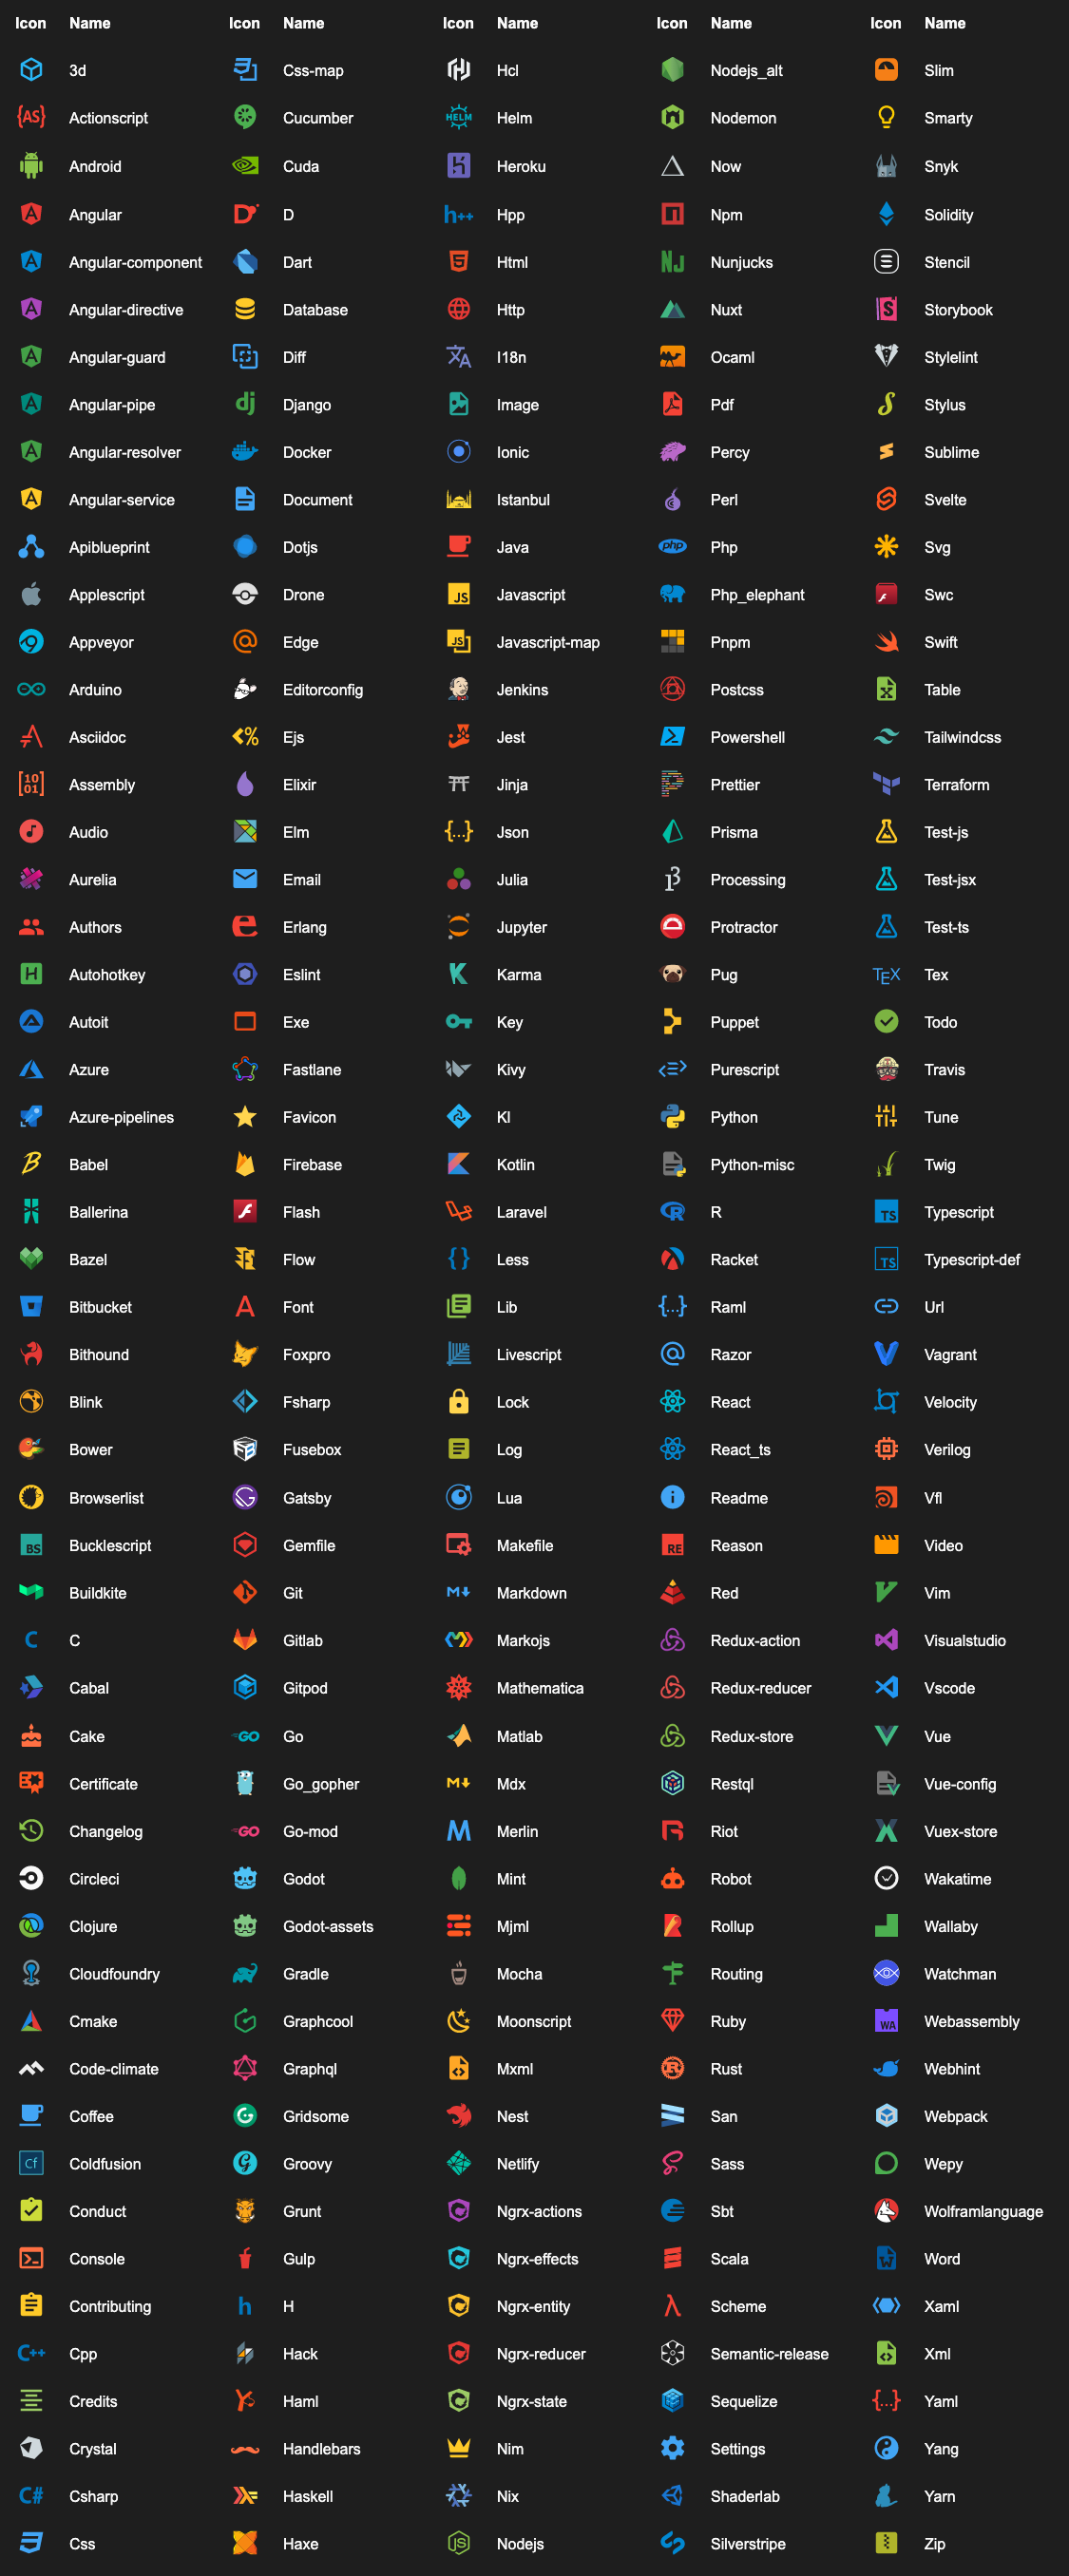 Icon Name Icon Name Icon Name Icon Name Icon Name
3d Css-map Hcl Nodejs_alt Slim
{AS} Actionscript Cucumber HELM Helm Nodemon Smarty
Android Cuda Heroku Now Snyk
Angular D h++ Hpp Npm Solidity
Angular-component Dart Html NJ Nunjucks Stencil
Angular-directive Database Http Nuxt Storybook
Angular-guard Diff I18n Ocaml Stylelint
Angular-pipe dj Django Image Pdf Stylus
Angular-resolver Docker Ionic Percy Sublime
Angular-service Document Istanbul Perl Svelte
Apiblueprint Dotjs Java php Php Svg
Applescript Drone JS Javascript Php_elephant Swc
Appveyor Edge JS Javascript-map Pnpm Swift
Arduino Editorconfig Jenkins Postcss Table
Asciidoc <% Ejs Jest Powershell Tailwindcss
[1001] Assembly Elixir Jinja Prettier Terraform
Audio Elm {...} Json Prisma Test-js
Aurelia Email Julia Processing Test-jsx
Authors Erlang Jupyter Protractor Test-ts
H Autohotkey Eslint Karma Pug TEX Tex
Autoit Exe Key Puppet Todo
Azure Fastlane Kivy <=> Purescript Travis
Azure-pipelines Favicon Kl Python Tune
Babel Firebase Kotlin Python-misc Twig
Ballerina Flash Laravel R R TS Typescript
Bazel Flow { } Less Racket TS Typescript-def
Bitbucket A Font Lib {...} Raml Url
Bithound Foxpro Livescript @ Razor Vagrant
Blink Fsharp Lock React Velocity
Bower Fusebox Log React_ts Verilog
Browserlist Gatsby Lua Readme Vfl
BS Bucklescript Gemfile Makefile RE Reason Video
Buildkite Git M Markdown Red Vim
C C Gitlab Markojs Redux-action Visualstudio
Cabal Gitpod Mathematica Redux-reducer Vscode
Cake GO Go Matlab Redux-store Vue
Certificate Go_gopher M Mdx Restql Vue-config
Changelog GO Go-mod M Merlin Riot Vuex-store
Circleci Godot Mint Robot Wakatime
Clojure Godot-assets Mjml Rollup Wallaby
Cloudfoundry Gradle Mocha Routing Watchman
Cmake Graphcool Moonscript Ruby WA Webassembly
Code-climate Graphql Mxml Rust Webhint
Coffee Gridsome Nest San Webpack
Cf Coldfusion Groovy Netlify Sass Wepy
Conduct Grunt Ngrx-actions Sbt Wolframlanguage
Console Gulp Ngrx-effects Scala Word
Contributing h H Ngrx-entity λ Scheme Xaml
C++ Cpp Hack Ngrx-reducer Semantic-release Xml
Credits Haml Ngrx-state Sequelize {...} Yaml
Crystal Handlebars Nim Settings Yang
C# Csharp Haskell Nix Shaderlab Yarn
Css Haxe JS Nodejs Silverstripe Zip